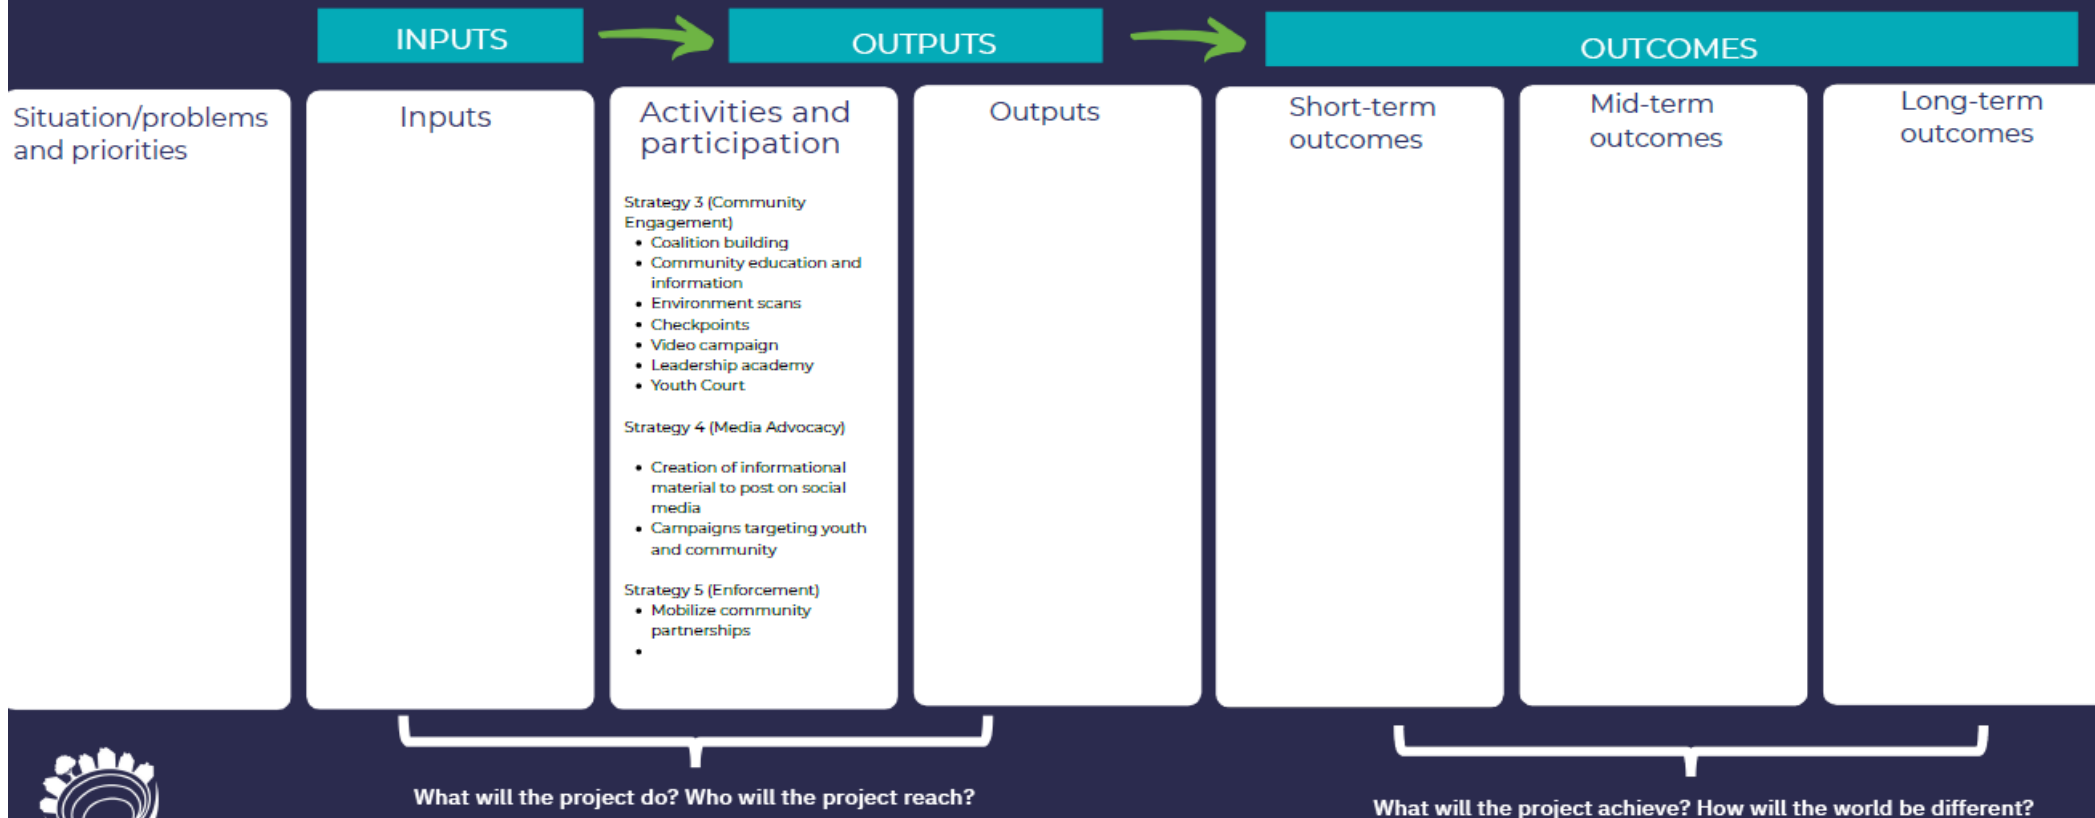 INPUTS
OUTPUTS
OUTCOMES
Situation/problems
and priorities
Inputs
Activities and
participation
Strategy 3 (Community
Engagement)
• Coalition building
• Community education and
information
• Environment scans
• Checkpoints
• Video campaign
• Leadership academy
• Youth Court
Strategy 4 (Media Advocacy)
• Creation of informational
material to post on social
media
• Campaigns targeting youth
and community
Strategy 5 (Enforcement)
• Mobilize community
partnerships
•
Outputs
Short-term
outcomes
Mid-term
outcomes
Long-term
outcomes
What will the project do? Who will the project reach?
What will the project achieve? How will the world be different?